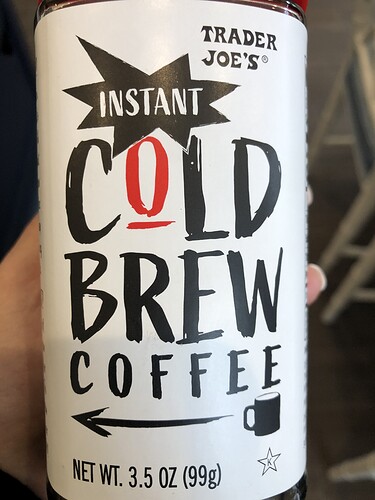 TRADER
JOE'S®
INSTANT
COLD
BREW
COFFEE
NET WT. 3.5 OZ (99g)
K